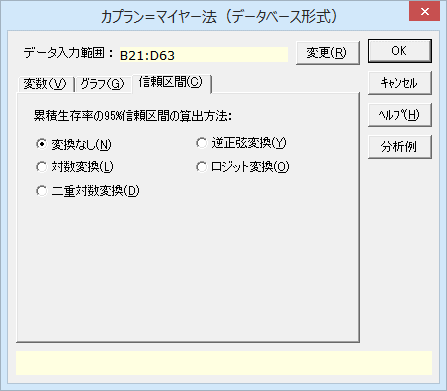 カプラン＝マイヤー法（データベース形式）
データ入力範囲： B21:D63 変更(R) OK
変数(V) グラフ(G) 信頼区間(C) キャンセル
累積生存率の95%信頼区間の算出方法: ヘルプ(H)
変換なし(N) 逆正弦変換(Y) 分析例
対数変換(L) ロジット変換(O)
二重対数変換(D)